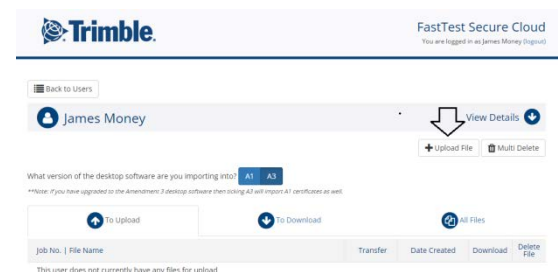 Trimble.
FastTest Secure Cloud
You are logged in as James Money (logout)
Back to Users
James Money
View Details
Upload File
Multi Delete
What version of the desktop software are you importing into? A1 A3
**Note: If you have upgraded to the Amendment 3 desktop software then ticking A3 will import A1 certificates as well.
To Upload
To Download
All Files
Job No. | File Name
Transfer
Date Created
Download
Delete File
This user does not currently have any files for upload